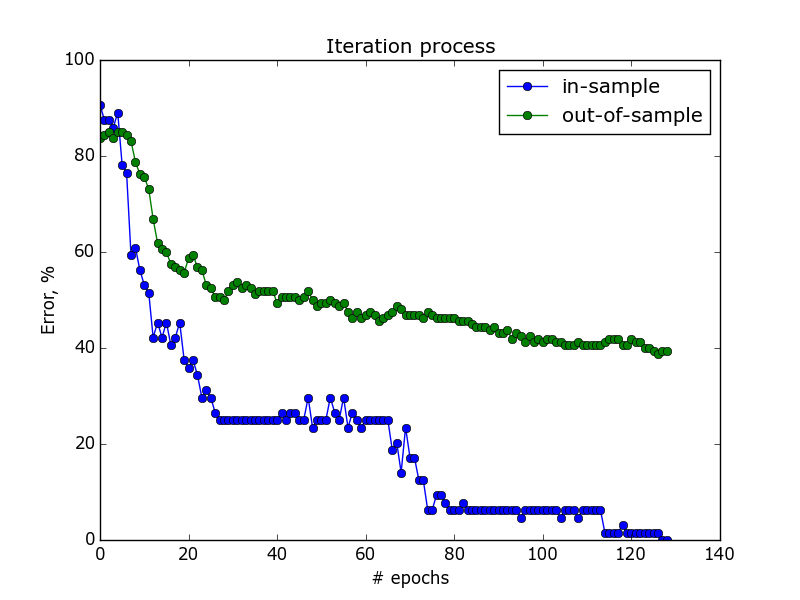 Iteration process
in-sample
out-of-sample
Error, %
100
80
60
40
20
0
0 20 40 60 80 100 120 140
# epochs